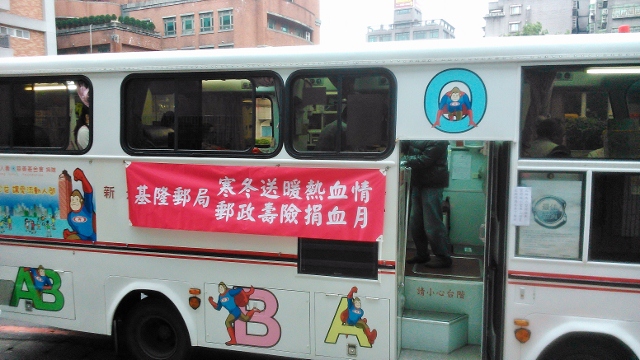 O
新
基隆郵局
寒冬送暖熱血情
郵政壽險捐血月
AB
B
A
請小心台階